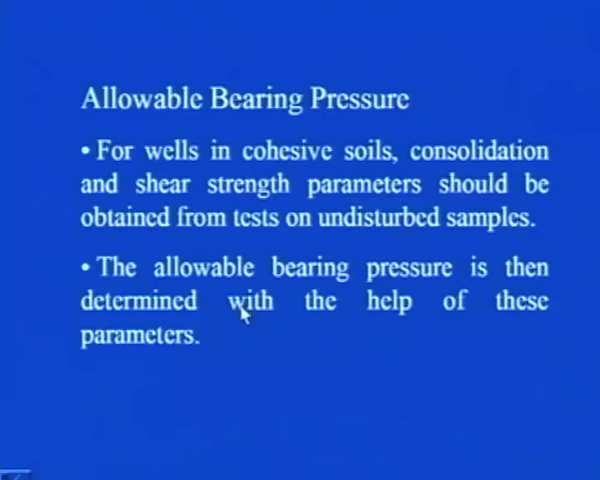 Allowable Bearing Pressure
• For wells in cohesive soils, consolidation
and shear strength parameters should be
obtained from tests on undisturbed samples.
• The allowable bearing pressure is then
determined with the help of these
parameters.